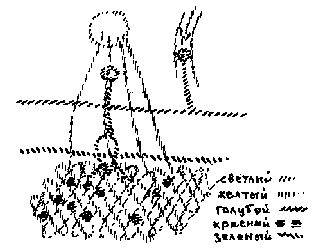 светлый
желтый
голубой
красный
зеленый